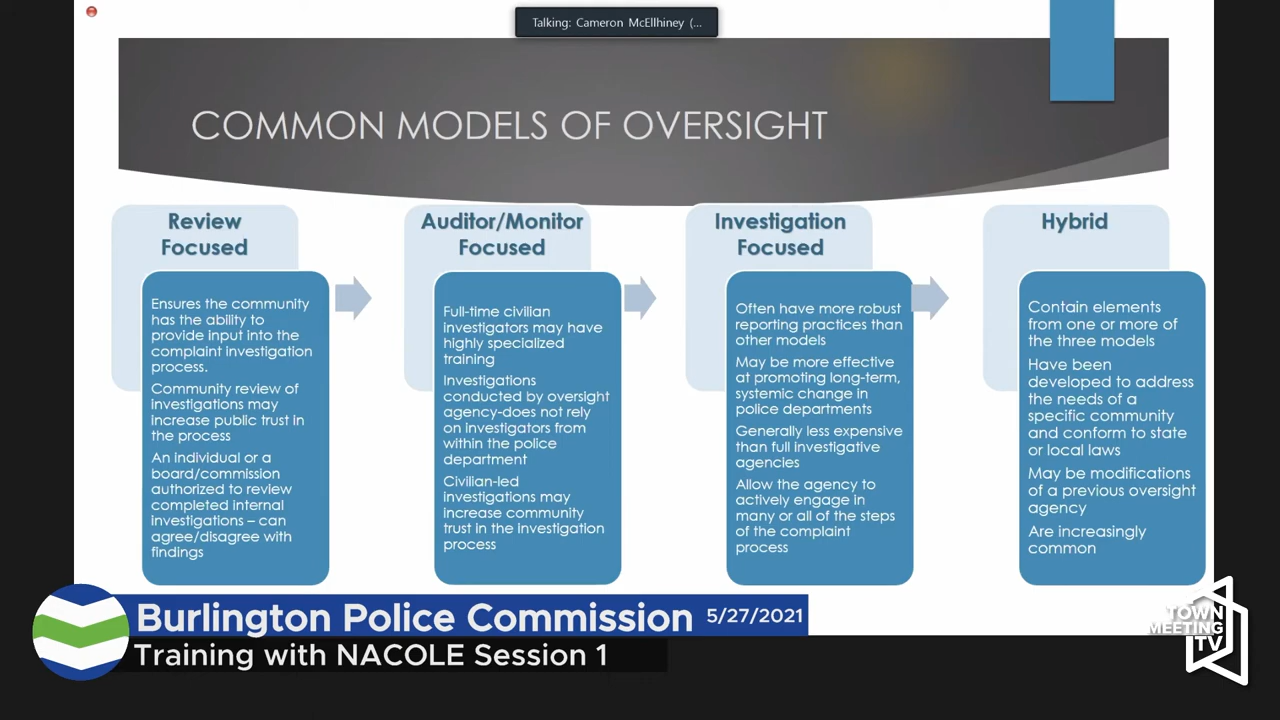 Talking: Cameron McEllhiney (...
COMMON MODELS OF OVERSIGHT
Review
Focused
Ensures the community
has the ability to
provide input into the
complaint investigation
process.
Community review of
investigations may
increase public trust in
the process
An individual or a
board/commission
authorized to review
completed internal
investigations – can
agree/disagree with
findings
Auditor/Monitor
Focused
Full-time civilian
investigators may have
highly specialized
training
Investigations
conducted by oversight
agency-does not rely
on investigators from
within the police
department
Civilian-led
investigations may
increase community
trust in the investigation
process
Investigation
Focused
Often have more robust
reporting practices than
other models
May be more effective
at promoting long-term,
systemic change in
police departments
Generally less expensive
than full investigative
agencies
Allow the agency to
actively engage in
many or all of the steps
of the complaint
process
Hybrid
Contain elements
from one or more of
the three models
Have been
developed to address
the needs of a
specific community
and conform to state
or local laws
May be modifications
of a previous oversight
agency
Are increasingly
common
Burlington Police Commission 5/27/2021
Training with NACOLE Session 1
TOWN
MEETING
TV